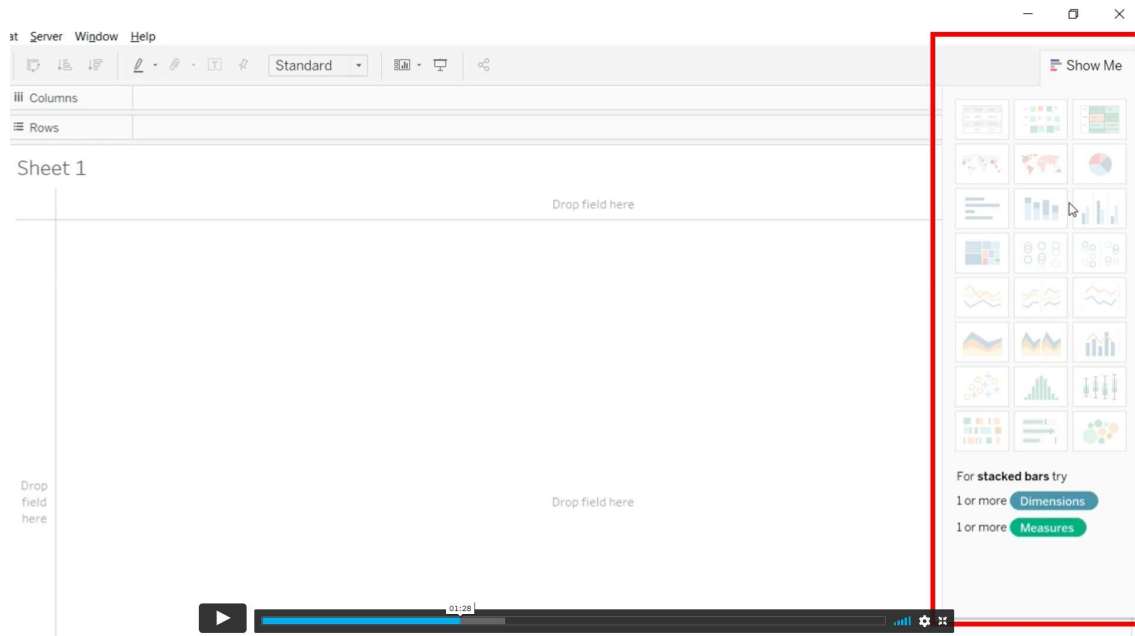 at Server Window Help
Standard
Show Me
Columns
Rows
Sheet 1
Drop field here
Drop
field
here
Drop field here
For stacked bars try
1 or more Dimensions
1 or more Measures
01:28